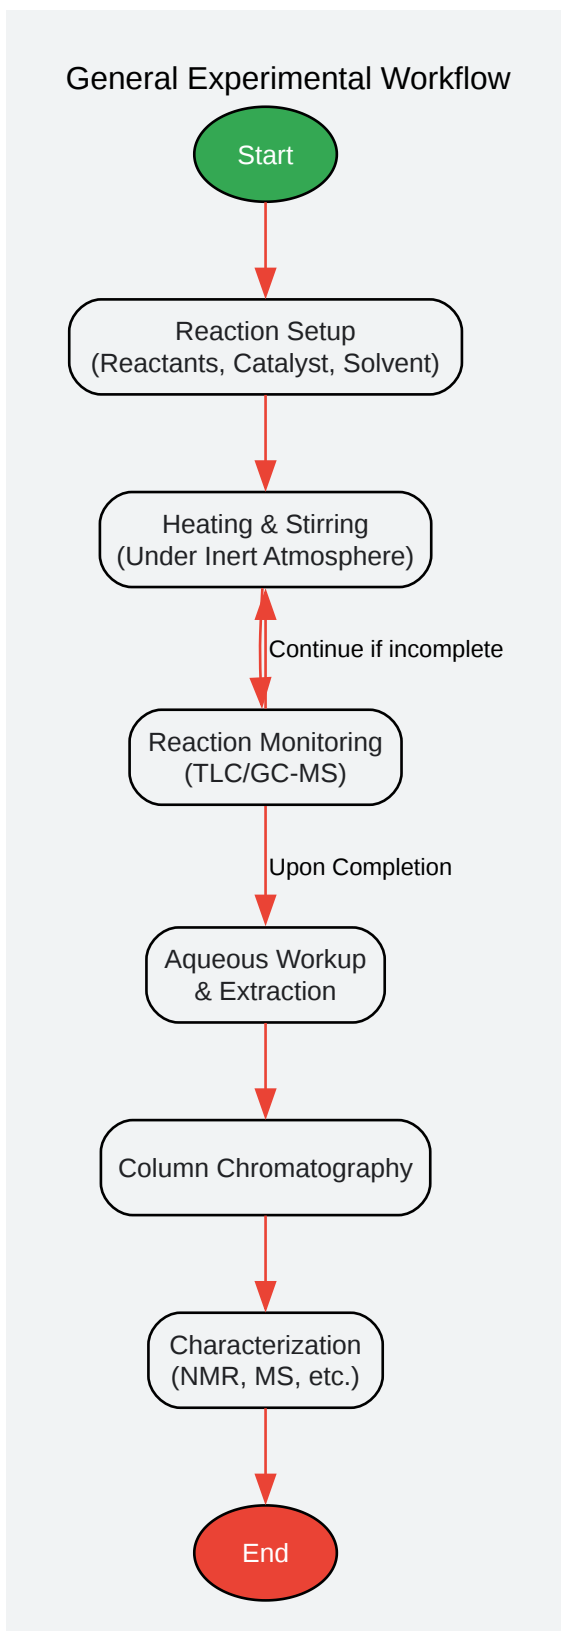 General Experimental Workflow
Start
Reaction Setup
(Reactants, Catalyst, Solvent)
Heating & Stirring
(Under Inert Atmosphere)
Continue if incomplete
Reaction Monitoring
(TLC/GC-MS)
Upon Completion
Aqueous Workup
& Extraction
Column Chromatography
Characterization
(NMR, MS, etc.)
End